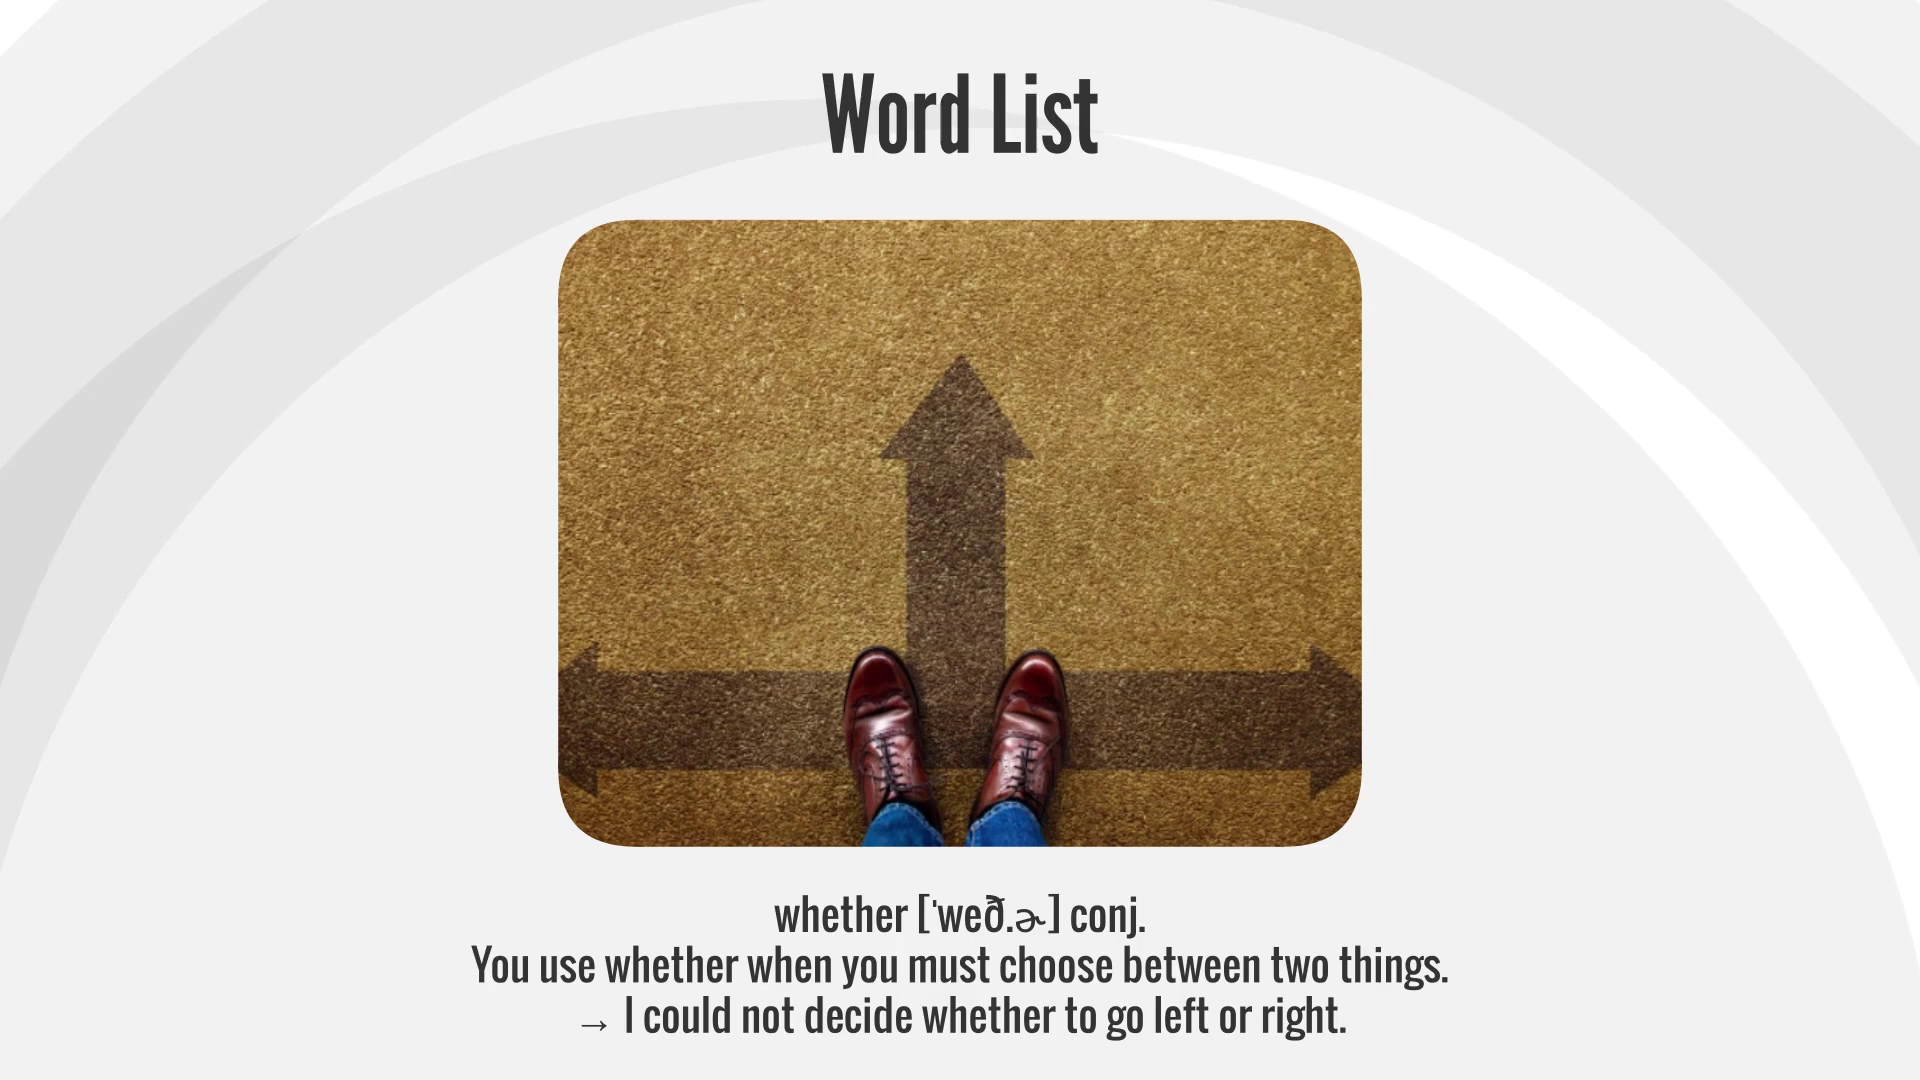 Word List
whether [ˈweð.ɚ] conj.
You use whether when you must choose between two things.
→ I could not decide whether to go left or right.